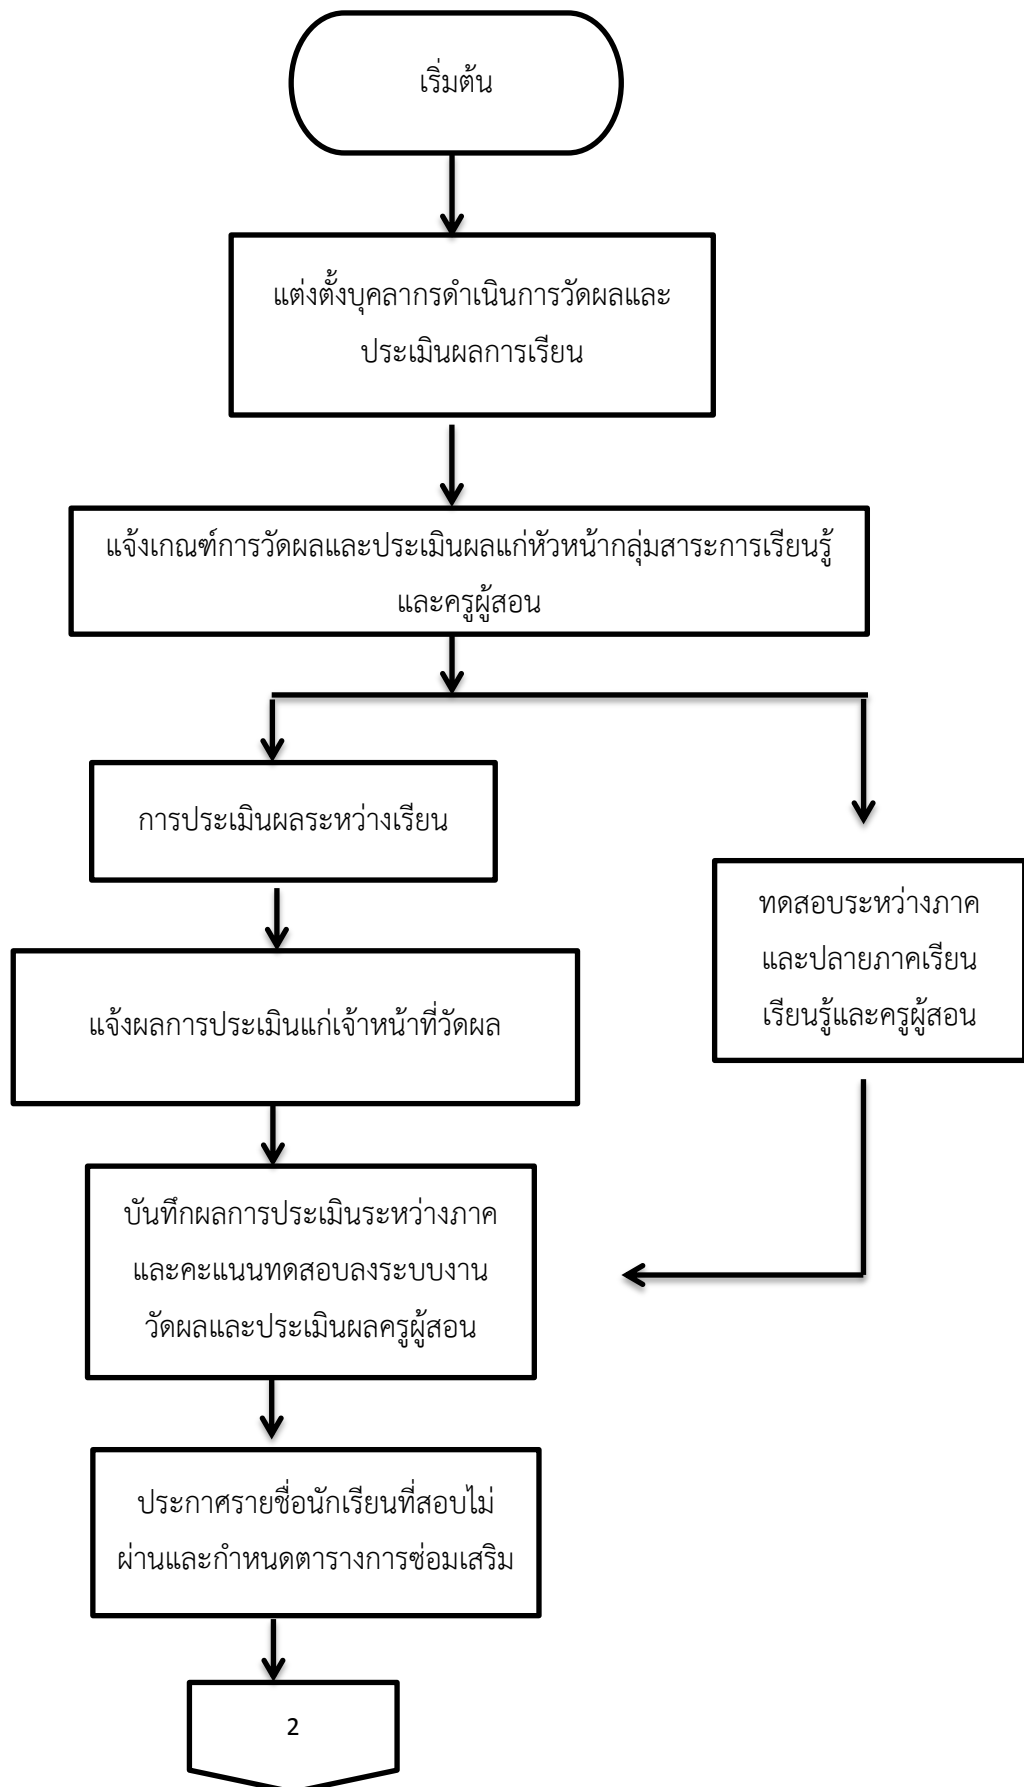 เริ่มต้น
แต่งตั้งบุคลากรดำเนินการวัดผลและ
ประเมินผลการเรียน
แจ้งเกณฑ์การวัดผลและประเมินผลแก่หัวหน้ากลุ่มสาระการเรียนรู้
และครูผู้สอน
การประเมินผลระหว่างเรียน
ทดสอบระหว่างภาค
และปลายภาคเรียน
เรียนรู้และครูผู้สอน
แจ้งผลการประเมินแก่เจ้าหน้าที่วัดผล
บันทึกผลการประเมินระหว่างภาค
และคะแนนทดสอบลงระบบงาน
วัดผลและประเมินผลครูผู้สอน
ประกาศรายชื่อนักเรียนที่สอบไม่
ผ่านและกำหนดตารางการซ่อมเสริม
2